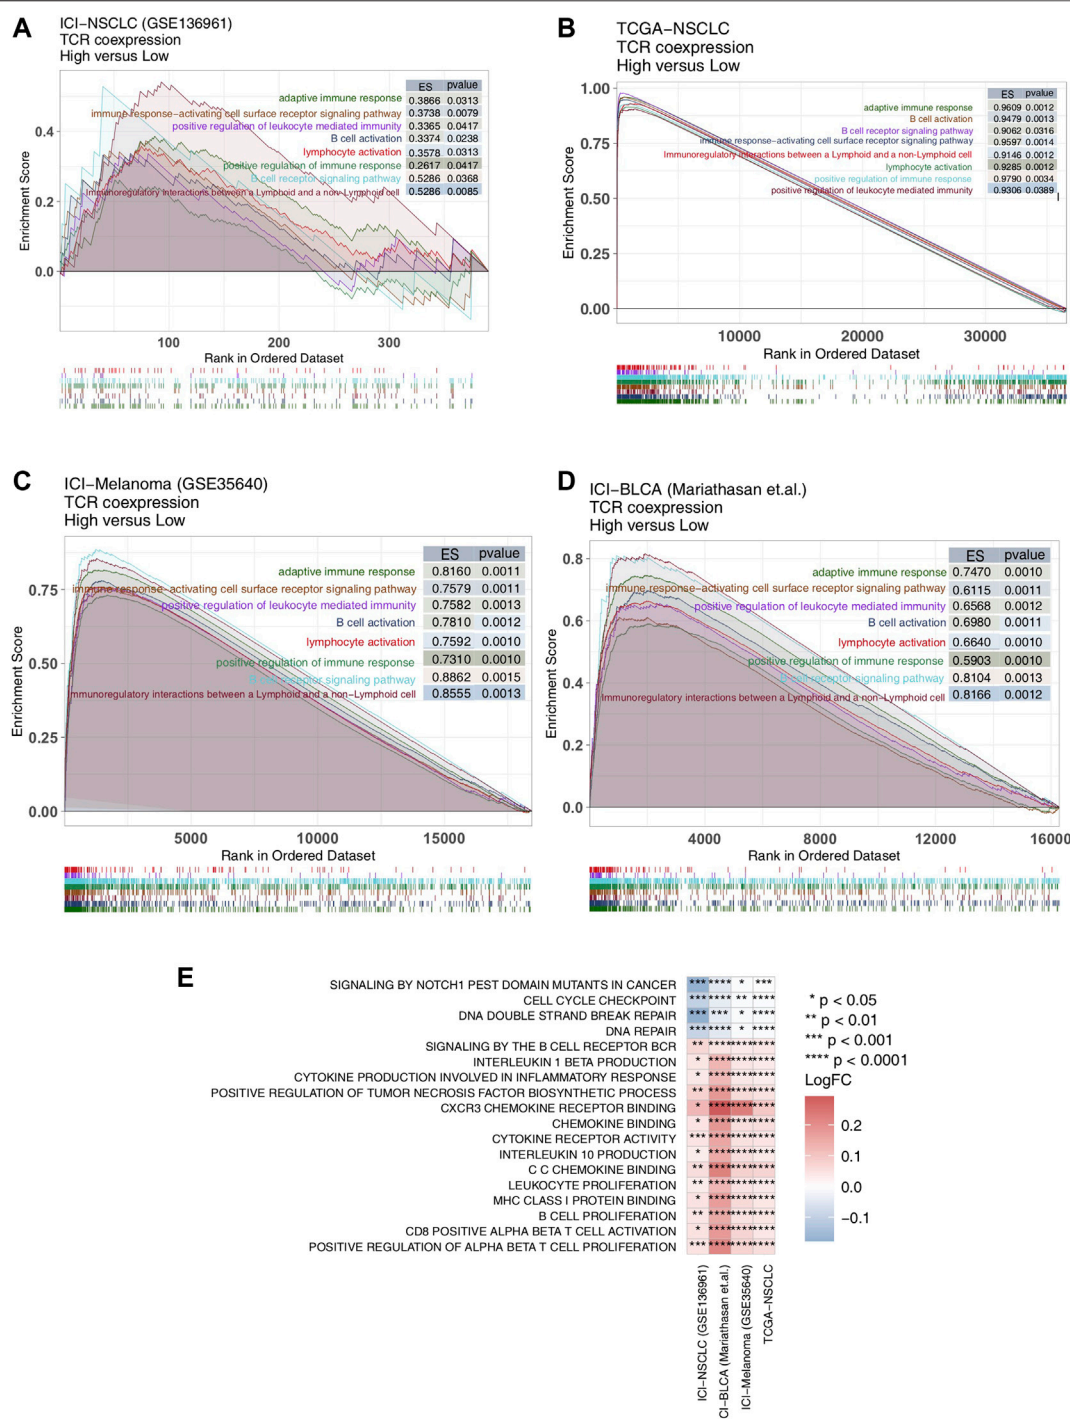 A
ICI−NSCLC (GSE136961)
TCR coexpression
High versus Low
ES pvalue
adaptive immune response 0.3866 0.0313
immune response−activating cell surface receptor signaling pathway 0.3738 0.0079
positive regulation of leukocyte mediated immunity 0.3365 0.0417
B cell activation 0.3374 0.0238
lymphocyte activation 0.3578 0.0313
positive regulation of immune response 0.2617 0.0417
B cell receptor signaling pathway 0.5286 0.0368
Immunoregulatory interactions between a Lymphoid and a non−Lymphoid cell 0.5286 0.0085
Enrichment Score
0.4
0.2
0.0
100 200 300
Rank in Ordered Dataset
B
TCGA−NSCLC
TCR coexpression
High versus Low
ES pvalue
adaptive immune response 0.9609 0.0012
B cell activation 0.9479 0.0013
B cell receptor signaling pathway 0.9062 0.0316
immune response−activating cell surface receptor signaling pathway 0.9597 0.0014
Immunoregulatory interactions between a Lymphoid and a non−Lymphoid cell 0.9146 0.0012
lymphocyte activation 0.9285 0.0012
positive regulation of immune response 0.9790 0.0034
positive regulation of leukocyte mediated immunity 0.9306 0.0389
Enrichment Score
1.00
0.75
0.50
0.25
0.00
10000 20000 30000
Rank in Ordered Dataset
C
ICI−Melanoma (GSE35640)
TCR coexpression
High versus Low
ES pvalue
adaptive immune response 0.8160 0.0011
immune response−activating cell surface receptor signaling pathway 0.7579 0.0011
positive regulation of leukocyte mediated immunity 0.7582 0.0013
B cell activation 0.7810 0.0012
lymphocyte activation 0.7592 0.0010
positive regulation of immune response 0.7310 0.0010
B cell receptor signaling pathway 0.8862 0.0015
Immunoregulatory interactions between a Lymphoid and a non−Lymphoid cell 0.8555 0.0013
Enrichment Score
0.75
0.50
0.25
0.00
5000 10000 15000
Rank in Ordered Dataset
D
ICI−BLCA (Mariathasan et.al.)
TCR coexpression
High versus Low
ES pvalue
adaptive immune response 0.7470 0.0010
immune response−activating cell surface receptor signaling pathway 0.6115 0.0011
positive regulation of leukocyte mediated immunity 0.6568 0.0012
B cell activation 0.6980 0.0011
lymphocyte activation 0.6640 0.0010
positive regulation of immune response 0.5903 0.0010
B cell receptor signaling pathway 0.8104 0.0013
Immunoregulatory interactions between a Lymphoid and a non−Lymphoid cell 0.8166 0.0012
Enrichment Score
0.8
0.6
0.4
0.2
0.0
4000 8000 12000 16000
Rank in Ordered Dataset
E
SIGNALING BY NOTCH1 PEST DOMAIN MUTANTS IN CANCER *** **** * ***
CELL CYCLE CHECKPOINT *** **** ** ****
DNA DOUBLE STRAND BREAK REPAIR *** *** * ****
DNA REPAIR *** **** * ****
SIGNALING BY THE B CELL RECEPTOR BCR ** **** **** ****
INTERLEUKIN 1 BETA PRODUCTION * **** **** ****
CYTOKINE PRODUCTION INVOLVED IN INFLAMMATORY RESPONSE * **** **** ****
POSITIVE REGULATION OF TUMOR NECROSIS FACTOR BIOSYNTHETIC PROCESS ** **** **** ****
CXCR3 CHEMOKINE RECEPTOR BINDING * **** **** ****
CHEMOKINE BINDING * **** **** ****
CYTOKINE RECEPTOR ACTIVITY *** **** **** ****
INTERLEUKIN 10 PRODUCTION * **** **** ****
C C CHEMOKINE BINDING ** **** **** ****
LEUKOCYTE PROLIFERATION ** **** **** ****
MHC CLASS I PROTEIN BINDING * **** **** ****
B CELL PROLIFERATION ** **** **** ****
CD8 POSITIVE ALPHA BETA T CELL ACTIVATION * **** **** ****
POSITIVE REGULATION OF ALPHA BETA T CELL PROLIFERATION *** **** **** ****
ICI−NSCLC (GSE136961)
CI−BLCA (Mariathasan et.al.)
ICI−Melanoma (GSE35640)
TCGA−NSCLC
* p < 0.05
** p < 0.01
*** p < 0.001
**** p < 0.0001
LogFC
0.2
0.1
0.0
−0.1